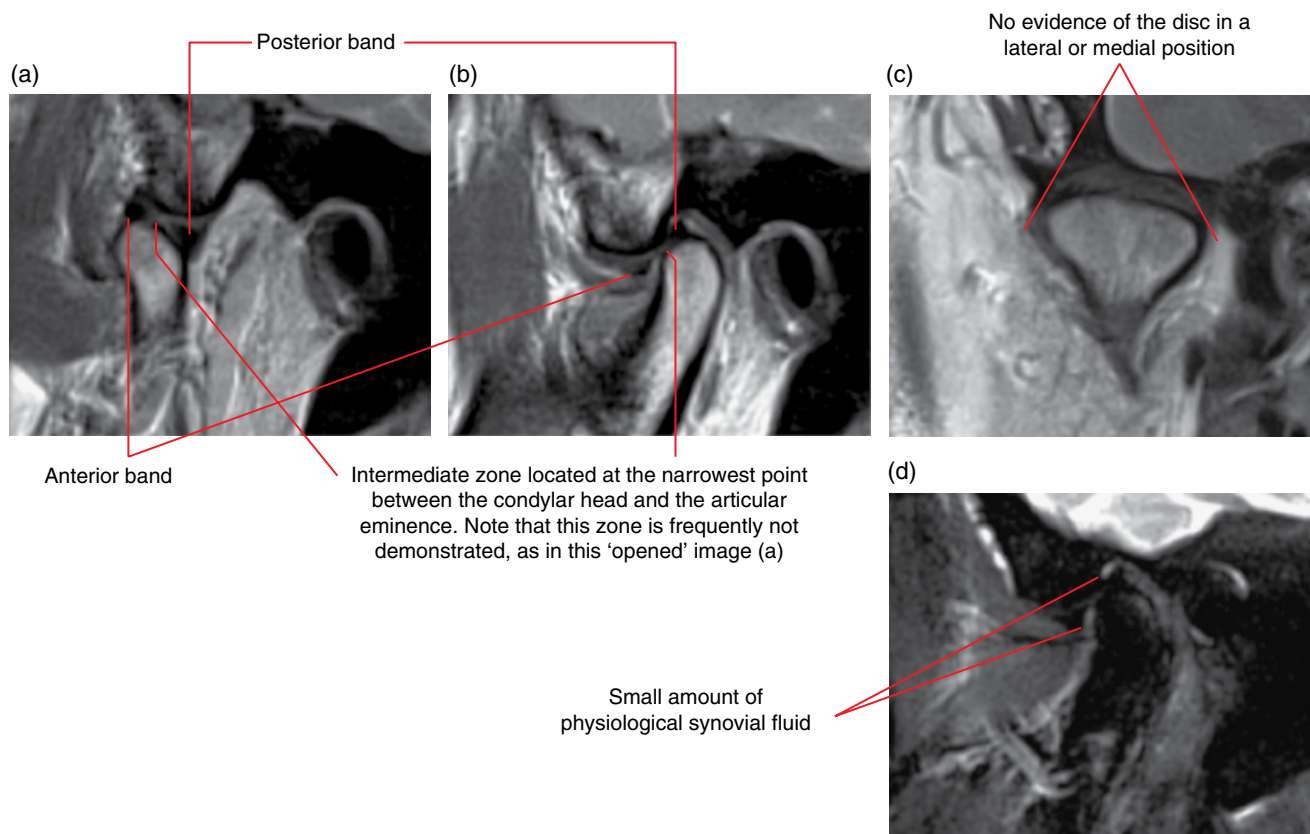 Posterior band
No evidence of the disc in a
lateral or medial position
(a)
(b)
(c)
Anterior band
Intermediate zone located at the narrowest point
between the condylar head and the articular
eminence. Note that this zone is frequently not
demonstrated, as in this ‘opened’ image (a)
(d)
Small amount of
physiological synovial fluid